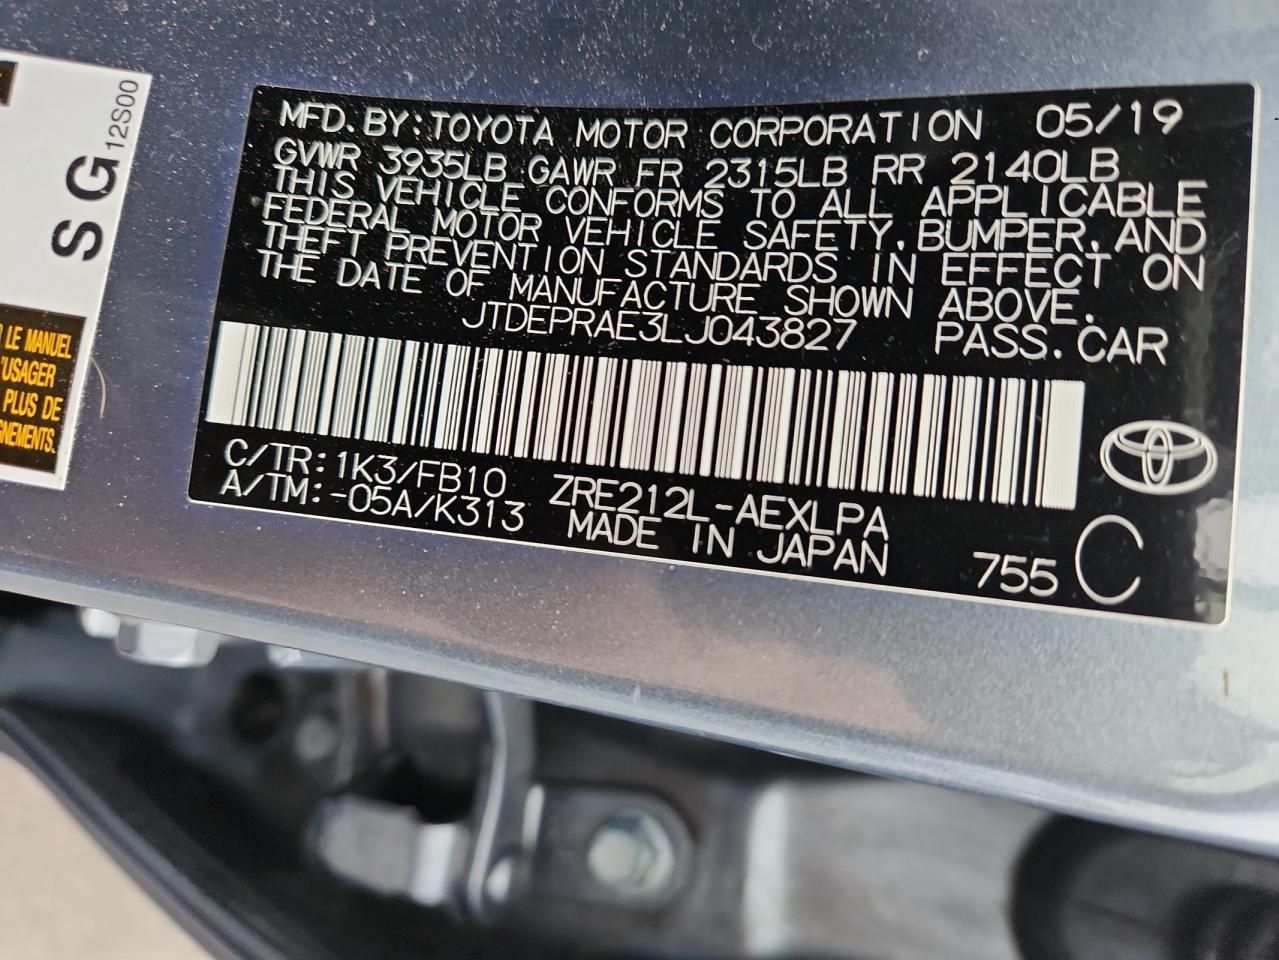 SG 12S00
LE MANUEL
'USAGER
PLUS DE
MFD. BY: TOYOTA MOTOR CORPORATION 05/19
GVWR 3935LB GAWR FR 2315LB RR 2140LB
THIS VEHICLE CONFORMS TO ALL APPLICABLE
FEDERAL MOTOR VEHICLE SAFETY, BUMPER, AND
THEFT PREVENTION STANDARDS IN EFFECT ON
THE DATE OF MANUFACTURE SHOWN ABOVE.
JTDEPRAE3LJ043827 PASS. CAR
C/TR: 1K3/FB10 ZRE212L-AEXLPA
A/TM: -05A/K313 MADE IN JAPAN 755 C